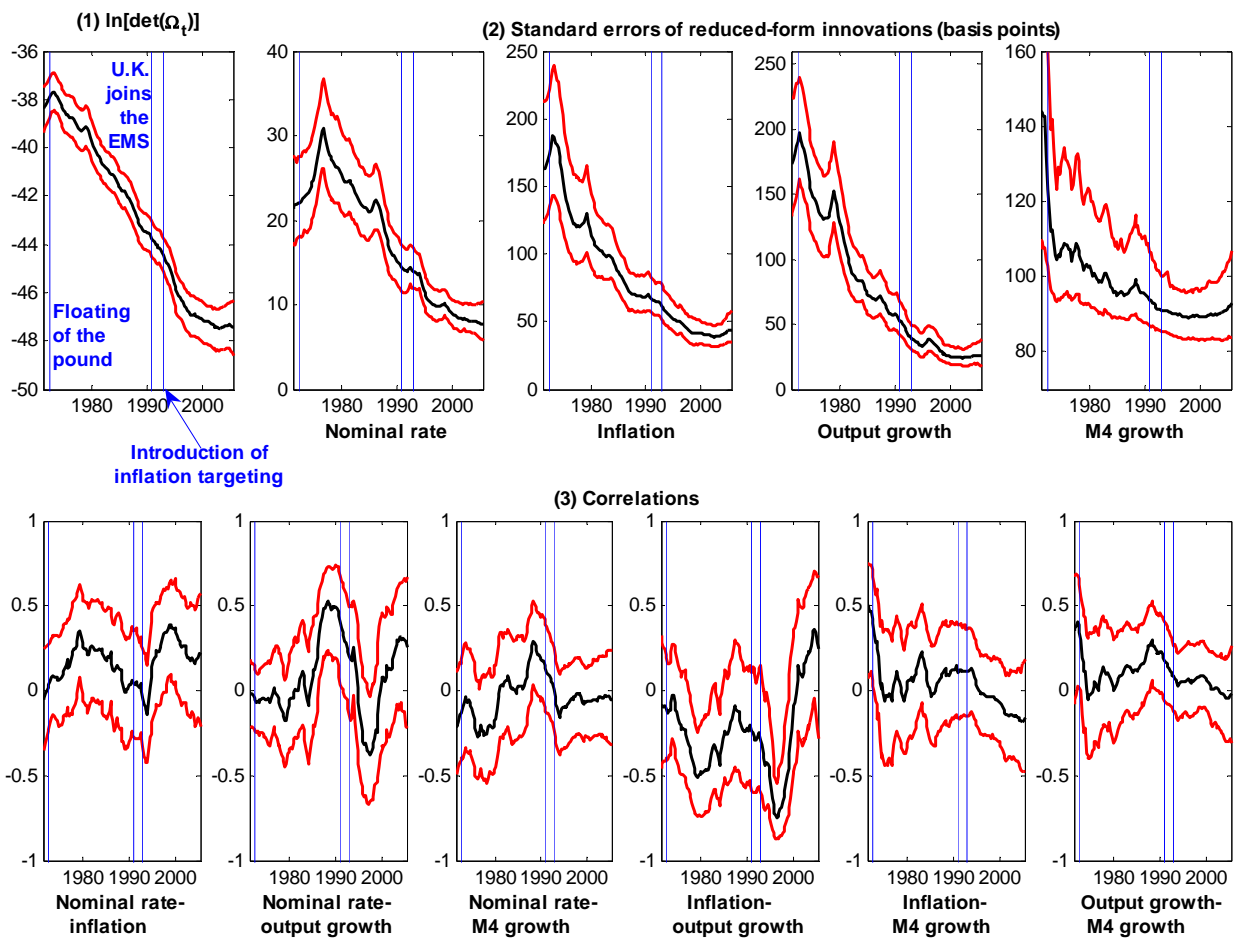 (1) ln[det(Ωt)]
(2) Standard errors of reduced-form innovations (basis points)
-36
-38
-40
-42
-44
-46
-48
-50
U.K.
joins
the
EMS
Floating
of the
pound
1980 1990 2000
Introduction of
inflation targeting
40
30
20
10
0
1980 1990 2000
Nominal rate
250
200
150
100
50
0
1980 1990 2000
Inflation
250
200
150
100
50
0
1980 1990 2000
Output growth
160
140
120
100
80
1980 1990 2000
M4 growth
(3) Correlations
1
0.5
0
-0.5
-1
1980 1990 2000
Nominal rate-
inflation
1
0.5
0
-0.5
-1
1980 1990 2000
Nominal rate-
output growth
1
0.5
0
-0.5
-1
1980 1990 2000
Nominal rate-
M4 growth
1
0.5
0
-0.5
-1
1980 1990 2000
Inflation-
output growth
1
0.5
0
-0.5
-1
1980 1990 2000
Inflation-
M4 growth
1
0.5
0
-0.5
-1
1980 1990 2000
Output growth-
M4 growth